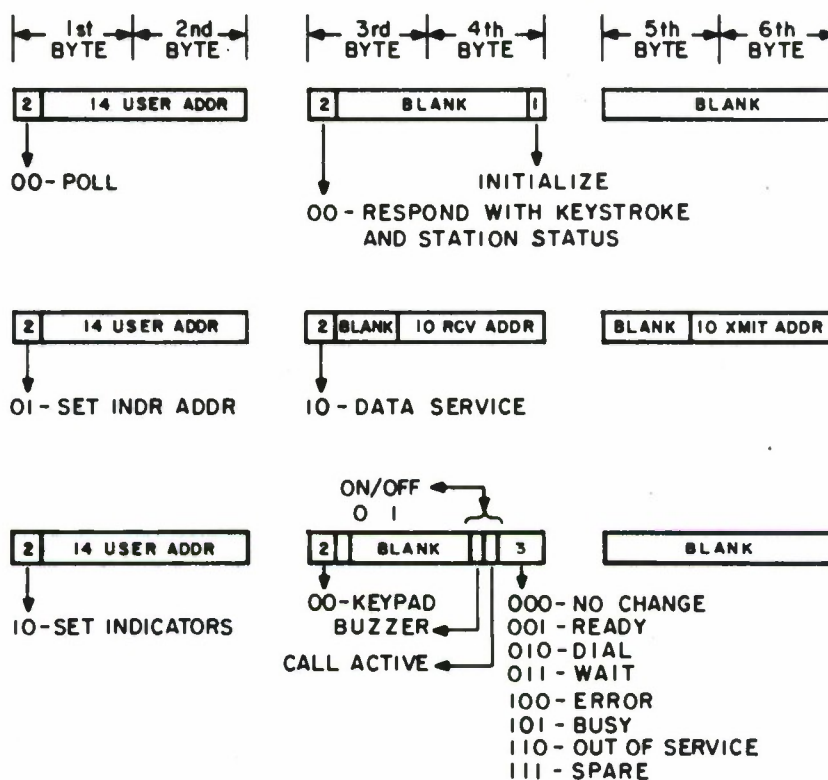 1st BYTE 2nd BYTE 3rd BYTE 4th BYTE 5th BYTE 6th BYTE
2 14 USER ADDR 2 BLANK 1 BLANK
00-POLL
INITIALIZE
00 - RESPOND WITH KEYSTROKE
AND STATION STATUS
2 14 USER ADDR 2 BLANK 10 RCV ADDR BLANK 10 XMIT ADDR
01-SET INDR ADDR 10-DATA SERVICE
ON/OFF
0 1
2 14 USER ADDR 2 BLANK 3 BLANK
10-SET INDICATORS
00-KEYPAD
BUZZER
CALL ACTIVE
000-NO CHANGE
001-READY
010-DIAL
011-WAIT
100-ERROR
101-BUSY
110-OUT OF SERVICE
111-SPARE